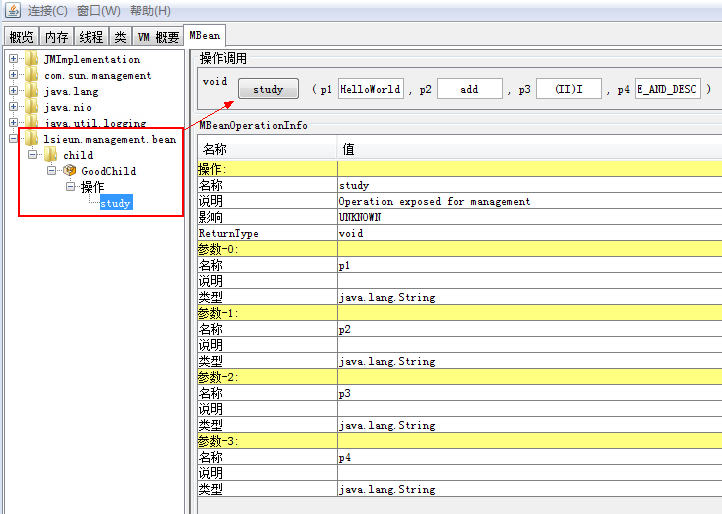 连接(C) 窗口(W) 帮助(H)
概览 内存 线程 类 VM 概要 MBean
JMImplementation
com.sun.management
java.lang
java.nio
java.util.logging
lsieun.management.bean
child
GoodChild
操作
study
操作调用
void study ( p1 HelloWorld , p2 add , p3 (II)I , p4 E_AND_DESC )
MBeanOperationInfo
名称 值
操作:
名称 study
说明 Operation exposed for management
影响 UNKNOWN
ReturnType void
参数-0:
名称 p1
说明
类型 java.lang.String
参数-1:
名称 p2
说明
类型 java.lang.String
参数-2:
名称 p3
说明
类型 java.lang.String
参数-3:
名称 p4
说明
类型 java.lang.String